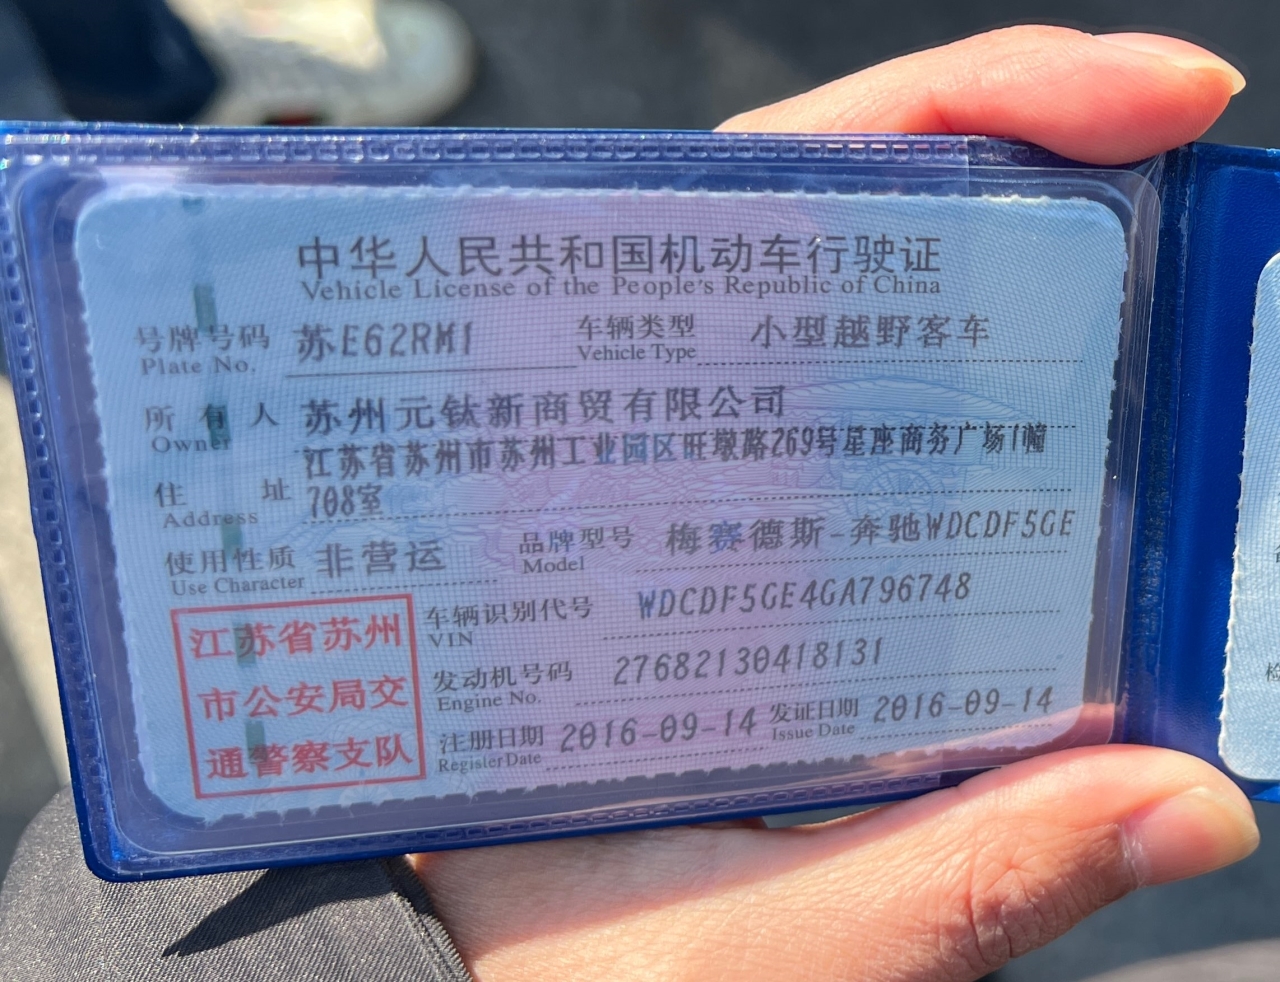 中华人民共和国机动车行驶证
Vehicle License of the People's Republic of China
号牌号码 苏E62RM1 车辆类型 小型越野客车
Plate No. Vehicle Type
所有人 苏州元钛新商贸有限公司
Owner
住址 江苏省苏州市苏州工业园区旺墩路269号星座商务广场1幢
708室
Address
使用性质 非营运 品牌型号 梅赛德斯-奔驰WDCDF5GE
Use Character Model
车辆识别代号 WDCDF5GE4GA796748
VIN
发动机号码 27682130418131
Engine No.
注册日期 2016-09-14 发证日期 2016-09-14
Register Date Issue Date
江苏省苏州
市公安局交
通警察支队